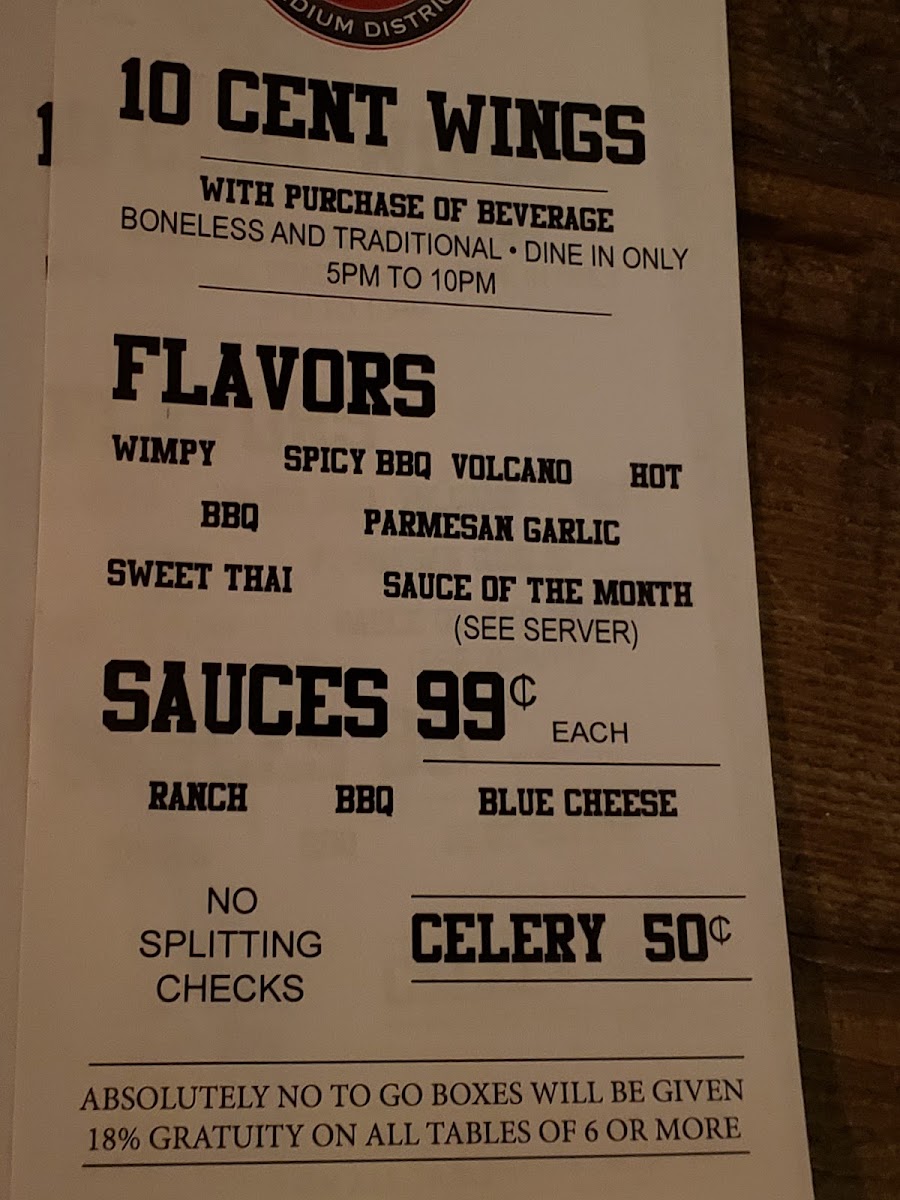 DIUM DISTRIC
10 CENT WINGS
WITH PURCHASE OF BEVERAGE
BONELESS AND TRADITIONAL • DINE IN ONLY
5PM TO 10PM
FLAVORS
WIMPY SPICY BBQ VOLCANO HOT
BBQ PARMESAN GARLIC
SWEET THAI SAUCE OF THE MONTH
(SEE SERVER)
SAUCES 99¢ EACH
RANCH BBQ BLUE CHEESE
NO
SPLITTING
CHECKS
CELERY 50¢
ABSOLUTELY NO TO GO BOXES WILL BE GIVEN
18% GRATUITY ON ALL TABLES OF 6 OR MORE